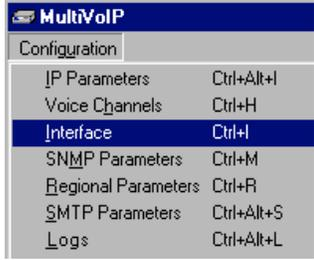 MultiVoIP
Configuration
IP Parameters Ctrl+Alt+I
Voice Channels Ctrl+H
Interface Ctrl+I
SNMP Parameters Ctrl+M
Regional Parameters Ctrl+R
SMTP Parameters Ctrl+Alt+S
Logs Ctrl+Alt+L